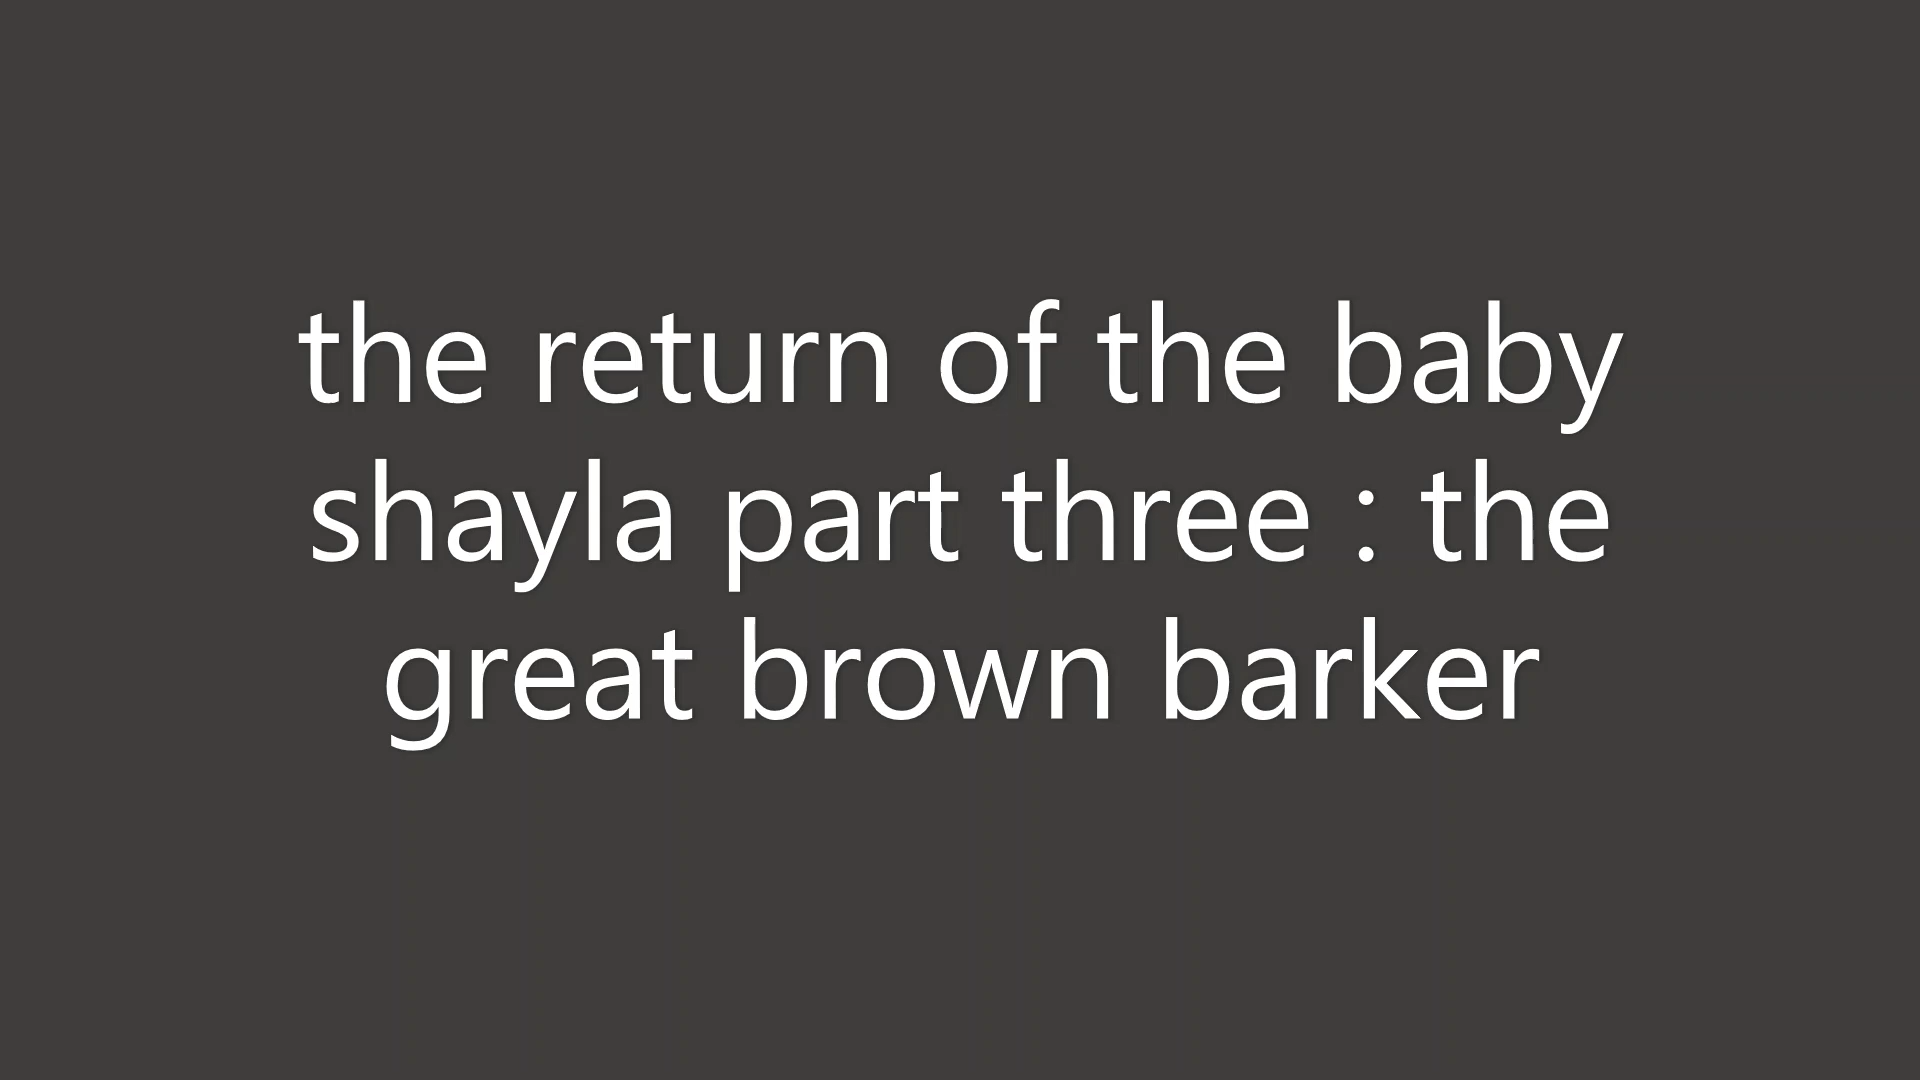 the return of the baby
shayla part three : the
great brown barker